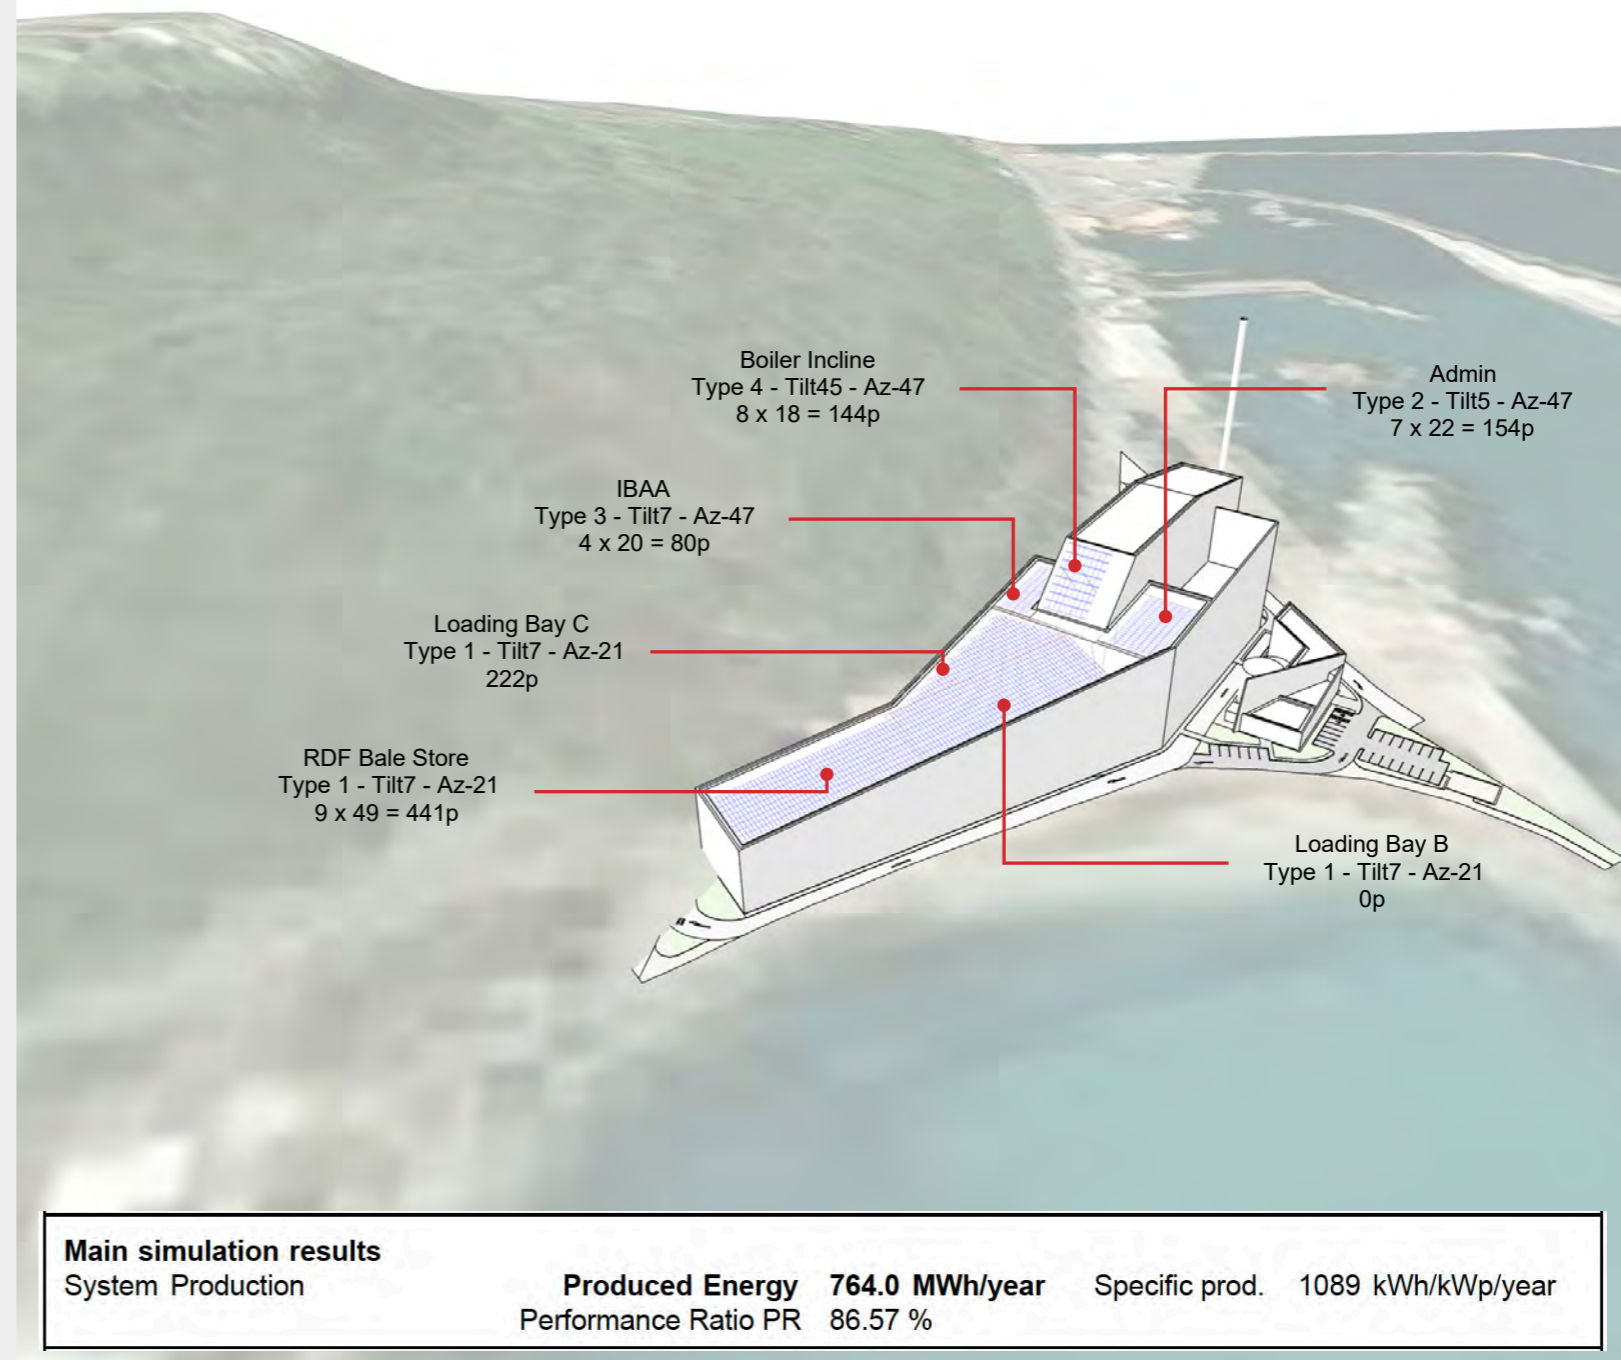 Boiler Incline
Type 4 - Tilt45 - Az-47
8 x 18 = 144p
Admin
Type 2 - Tilt5 - Az-47
7 x 22 = 154p
IBAA
Type 3 - Tilt7 - Az-47
4 x 20 = 80p
Loading Bay C
Type 1 - Tilt7 - Az-21
222p
RDF Bale Store
Type 1 - Tilt7 - Az-21
9 x 49 = 441p
Loading Bay B
Type 1 - Tilt7 - Az-21
0p
Main simulation results
System Production Produced Energy 764.0 MWh/year Specific prod. 1089 kWh/kWp/year
Performance Ratio PR 86.57 %